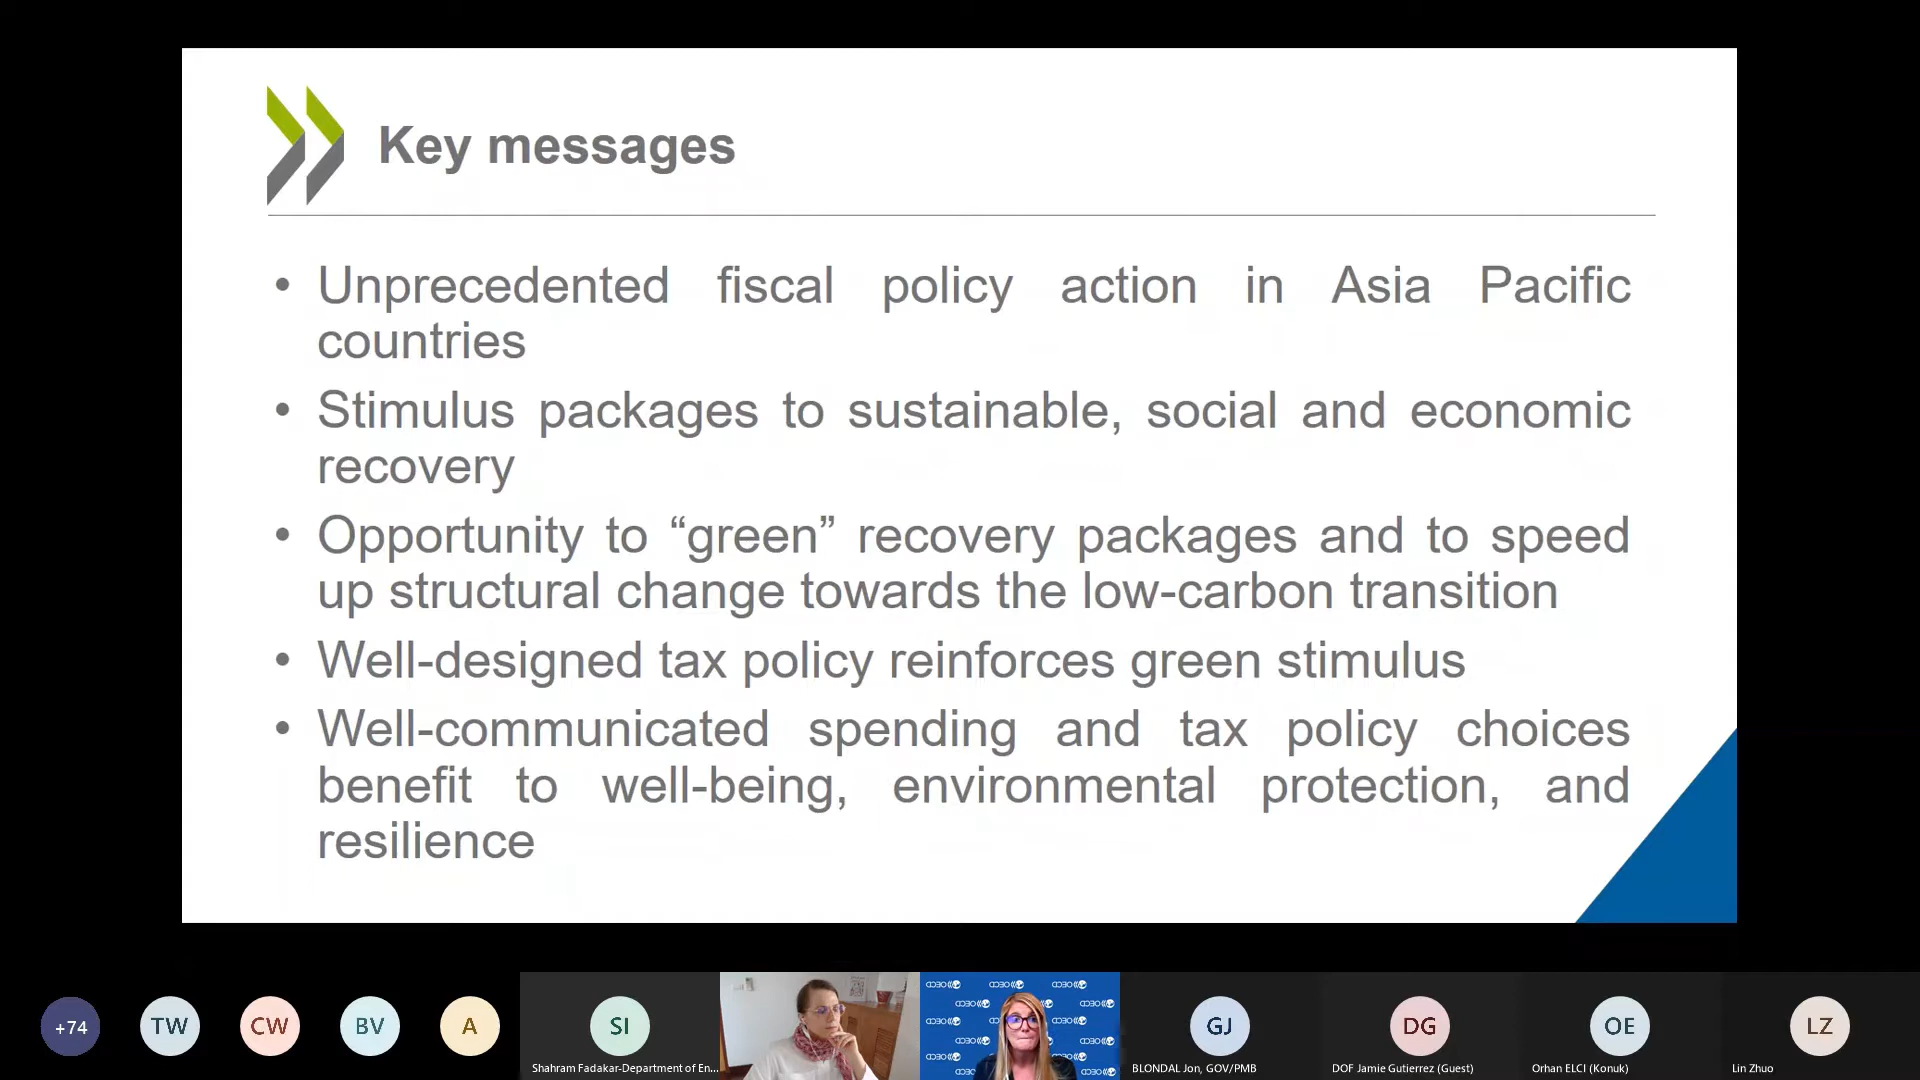 Key messages
• Unprecedented fiscal policy action in Asia Pacific
countries
• Stimulus packages to sustainable, social and economic
recovery
• Opportunity to “green” recovery packages and to speed
up structural change towards the low-carbon transition
• Well-designed tax policy reinforces green stimulus
• Well-communicated spending and tax policy choices
benefit to well-being, environmental protection, and
resilience
+74
TW
CW
BV
A
SI
Shahram Fadakar-Department of En...
GJ
BLONDAL Jon, GOV/PMB
DG
DOF Jamie Gutierrez (Guest)
OE
Orhan ELCI (Konuk)
LZ
Lin Zhuo